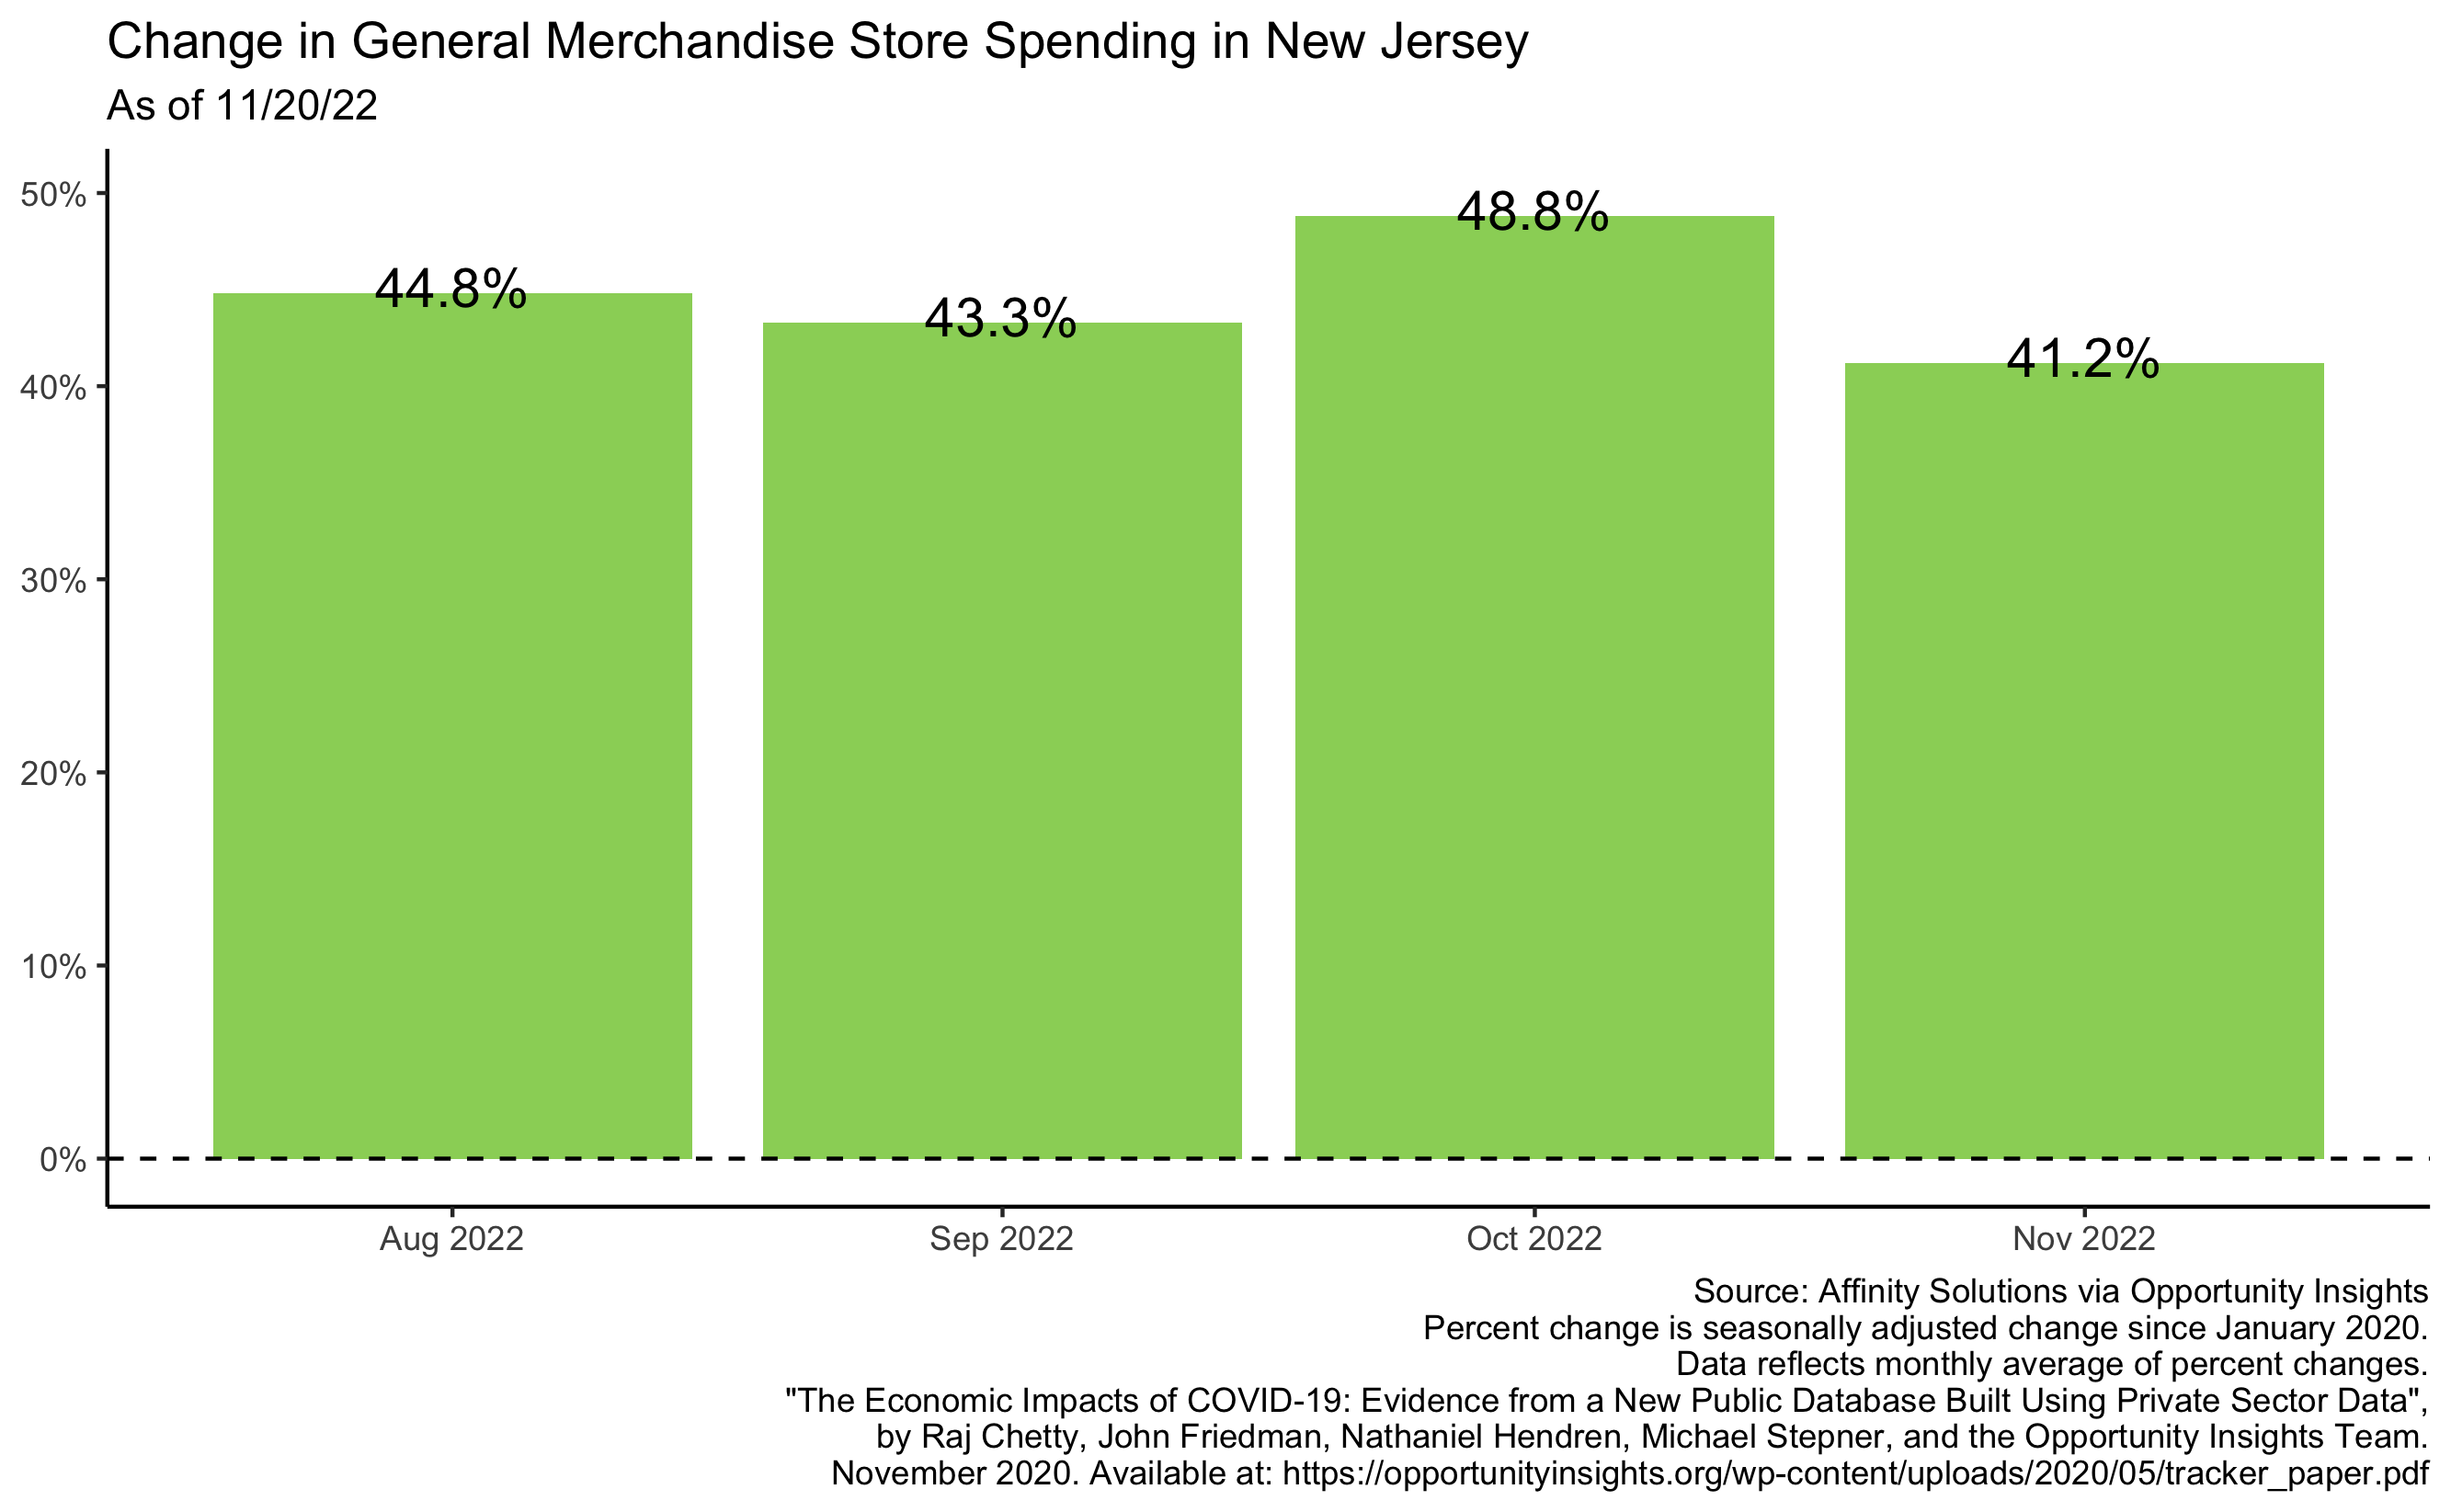 Change in General Merchandise Store Spending in New Jersey
As of 11/20/22
50%
40%
30%
20%
10%
0%
44.8%
43.3%
48.8%
41.2%
Aug 2022
Sep 2022
Oct 2022
Nov 2022
Source: Affinity Solutions via Opportunity Insights
Percent change is seasonally adjusted change since January 2020.
Data reflects monthly average of percent changes.
"The Economic Impacts of COVID-19: Evidence from a New Public Database Built Using Private Sector Data",
by Raj Chetty, John Friedman, Nathaniel Hendren, Michael Stepner, and the Opportunity Insights Team.
November 2020. Available at: https://opportunityinsights.org/wp-content/uploads/2020/05/tracker_paper.pdf